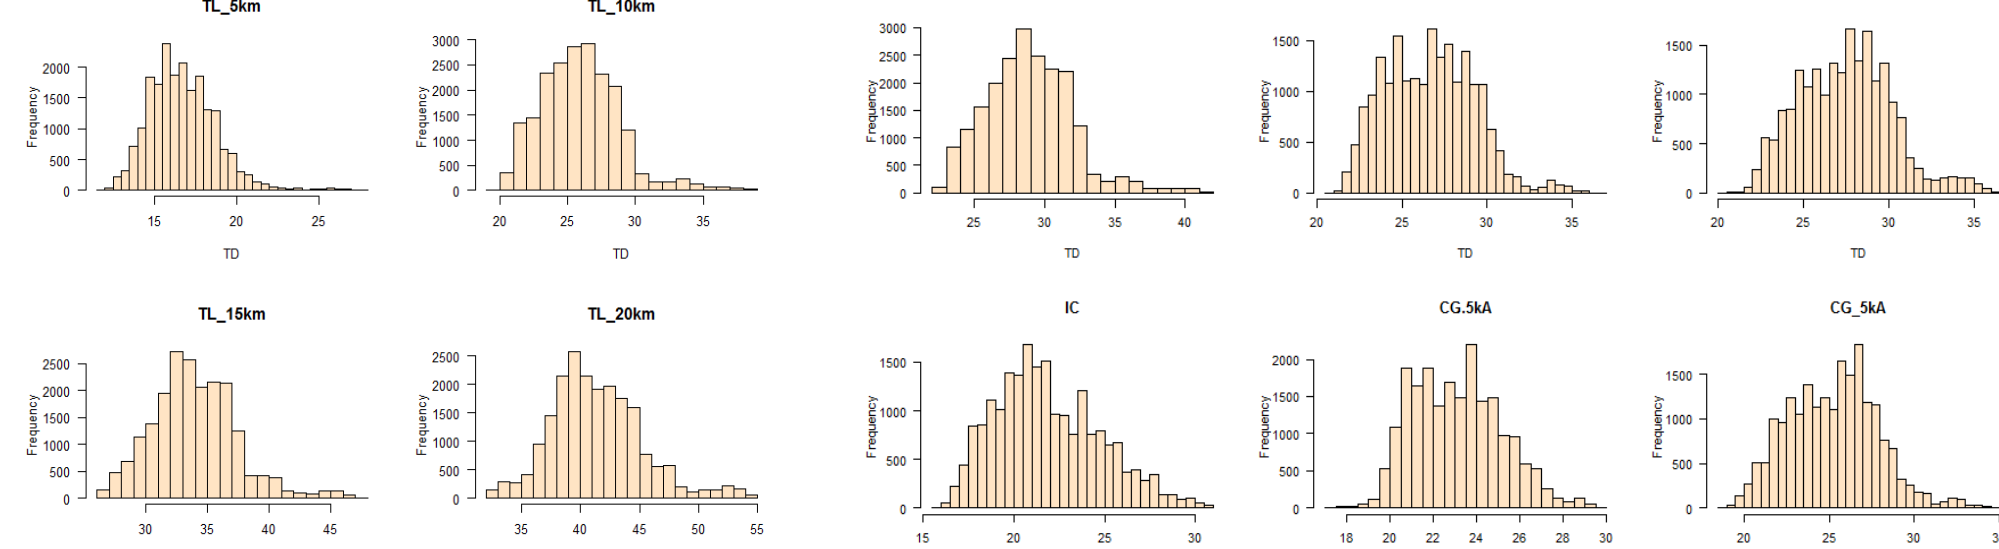 TL_5km
Frequency
0 500 1000 1500 2000
15 20 25
TD
TL_10km
Frequency
0 500 1000 1500 2000 2500 3000
20 25 30 35
TD
Frequency
0 500 1000 1500 2000 2500 3000
25 30 35 40
TD
Frequency
0 500 1000 1500
20 25 30 35
TD
Frequency
0 500 1000 1500
20 25 30 35
TD
TL_15km
Frequency
0 500 1000 1500 2000 2500
30 35 40 45
TL_20km
Frequency
0 500 1000 1500 2000 2500
35 40 45 50 55
IC
Frequency
0 500 1000 1500
15 20 25 30
CG.5kA
Frequency
0 500 1000 1500 2000
18 20 22 24 26 28 30
CG_5kA
Frequency
0 500 1000 1500
20 25 30